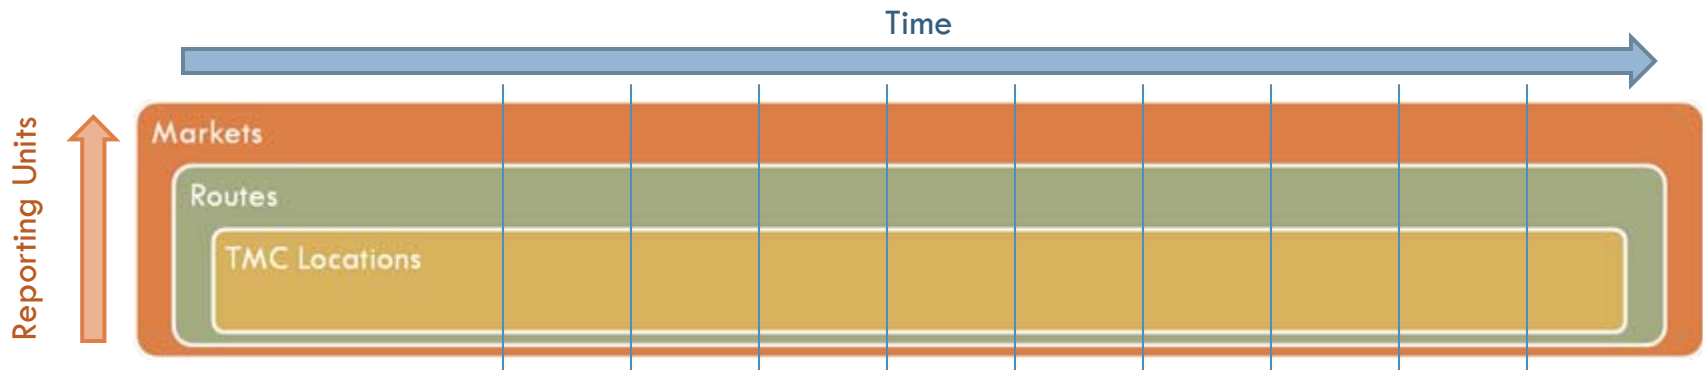 Time
Reporting Units
Markets
Routes
TMC Locations